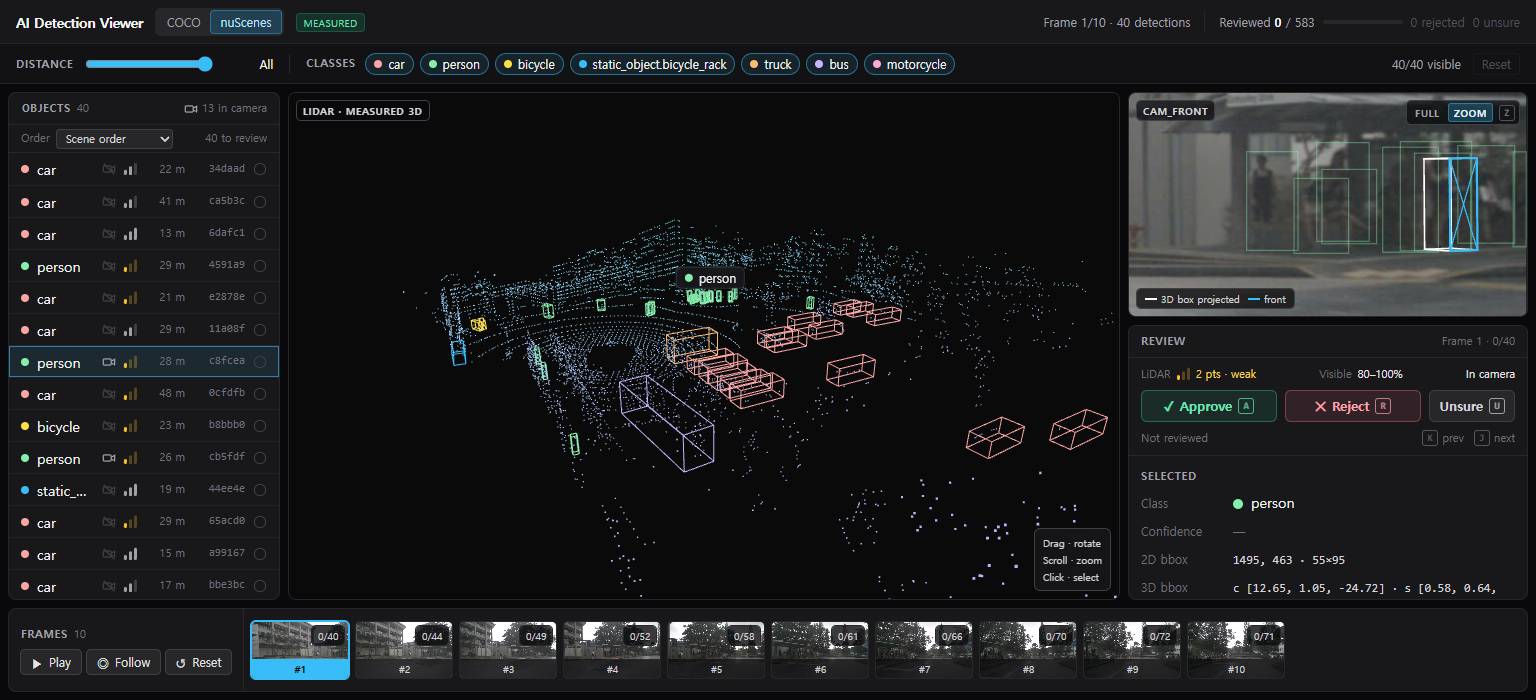 AI Detection Viewer COCO nuScenes MEASURED Frame 1/10 · 40 detections Reviewed 0 / 583 0 rejected 0 unsure
DISTANCE All CLASSES car person bicycle static_object.bicycle_rack truck bus motorcycle 40/40 visible Reset
OBJECTS 40 13 in camera
Order Scene order 40 to review
car 22 m 34daad
car 41 m ca5b3c
car 13 m 6dafc1
person 29 m 4591a9
car 21 m e2878e
car 29 m 11a08f
person 28 m c8fcea
car 48 m 0cfdfb
bicycle 23 m b8bbb0
person 26 m cb5fdf
static_... 19 m 44ee4e
car 29 m 65acd0
car 15 m a99167
car 17 m bbe3bc
LIDAR · MEASURED 3D
person
Drag · rotate
Scroll · zoom
Click · select
CAM_FRONT FULL ZOOM Z
3D box projected front
REVIEW Frame 1 · 0/40
LIDAR 2 pts · weak Visible 80–100% In camera
✓ Approve A ✕ Reject R Unsure U
Not reviewed K prev J next
SELECTED
Class person
Confidence —
2D bbox 1495, 463 · 55×95
3D bbox c [12.65, 1.05, -24.72] · s [0.58, 0.64,
FRAMES 10
Play Follow Reset
0/40 0/44 0/49 0/52 0/58 0/61 0/66 0/70 0/72 0/71
#1 #2 #3 #4 #5 #6 #7 #8 #9 #10